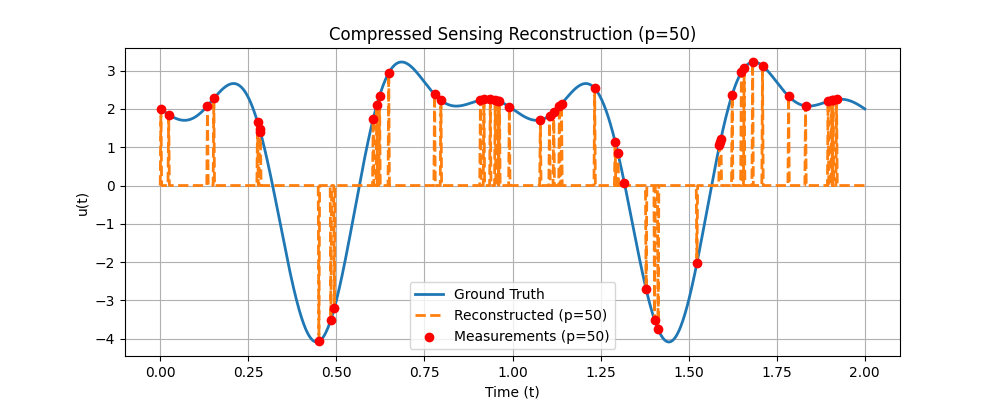 Compressed Sensing Reconstruction (p=50)
u(t)
3
2
1
0
−1
−2
−3
−4
Ground Truth
Reconstructed (p=50)
Measurements (p=50)
0.00 0.25 0.50 0.75 1.00 1.25 1.50 1.75 2.00
Time (t)